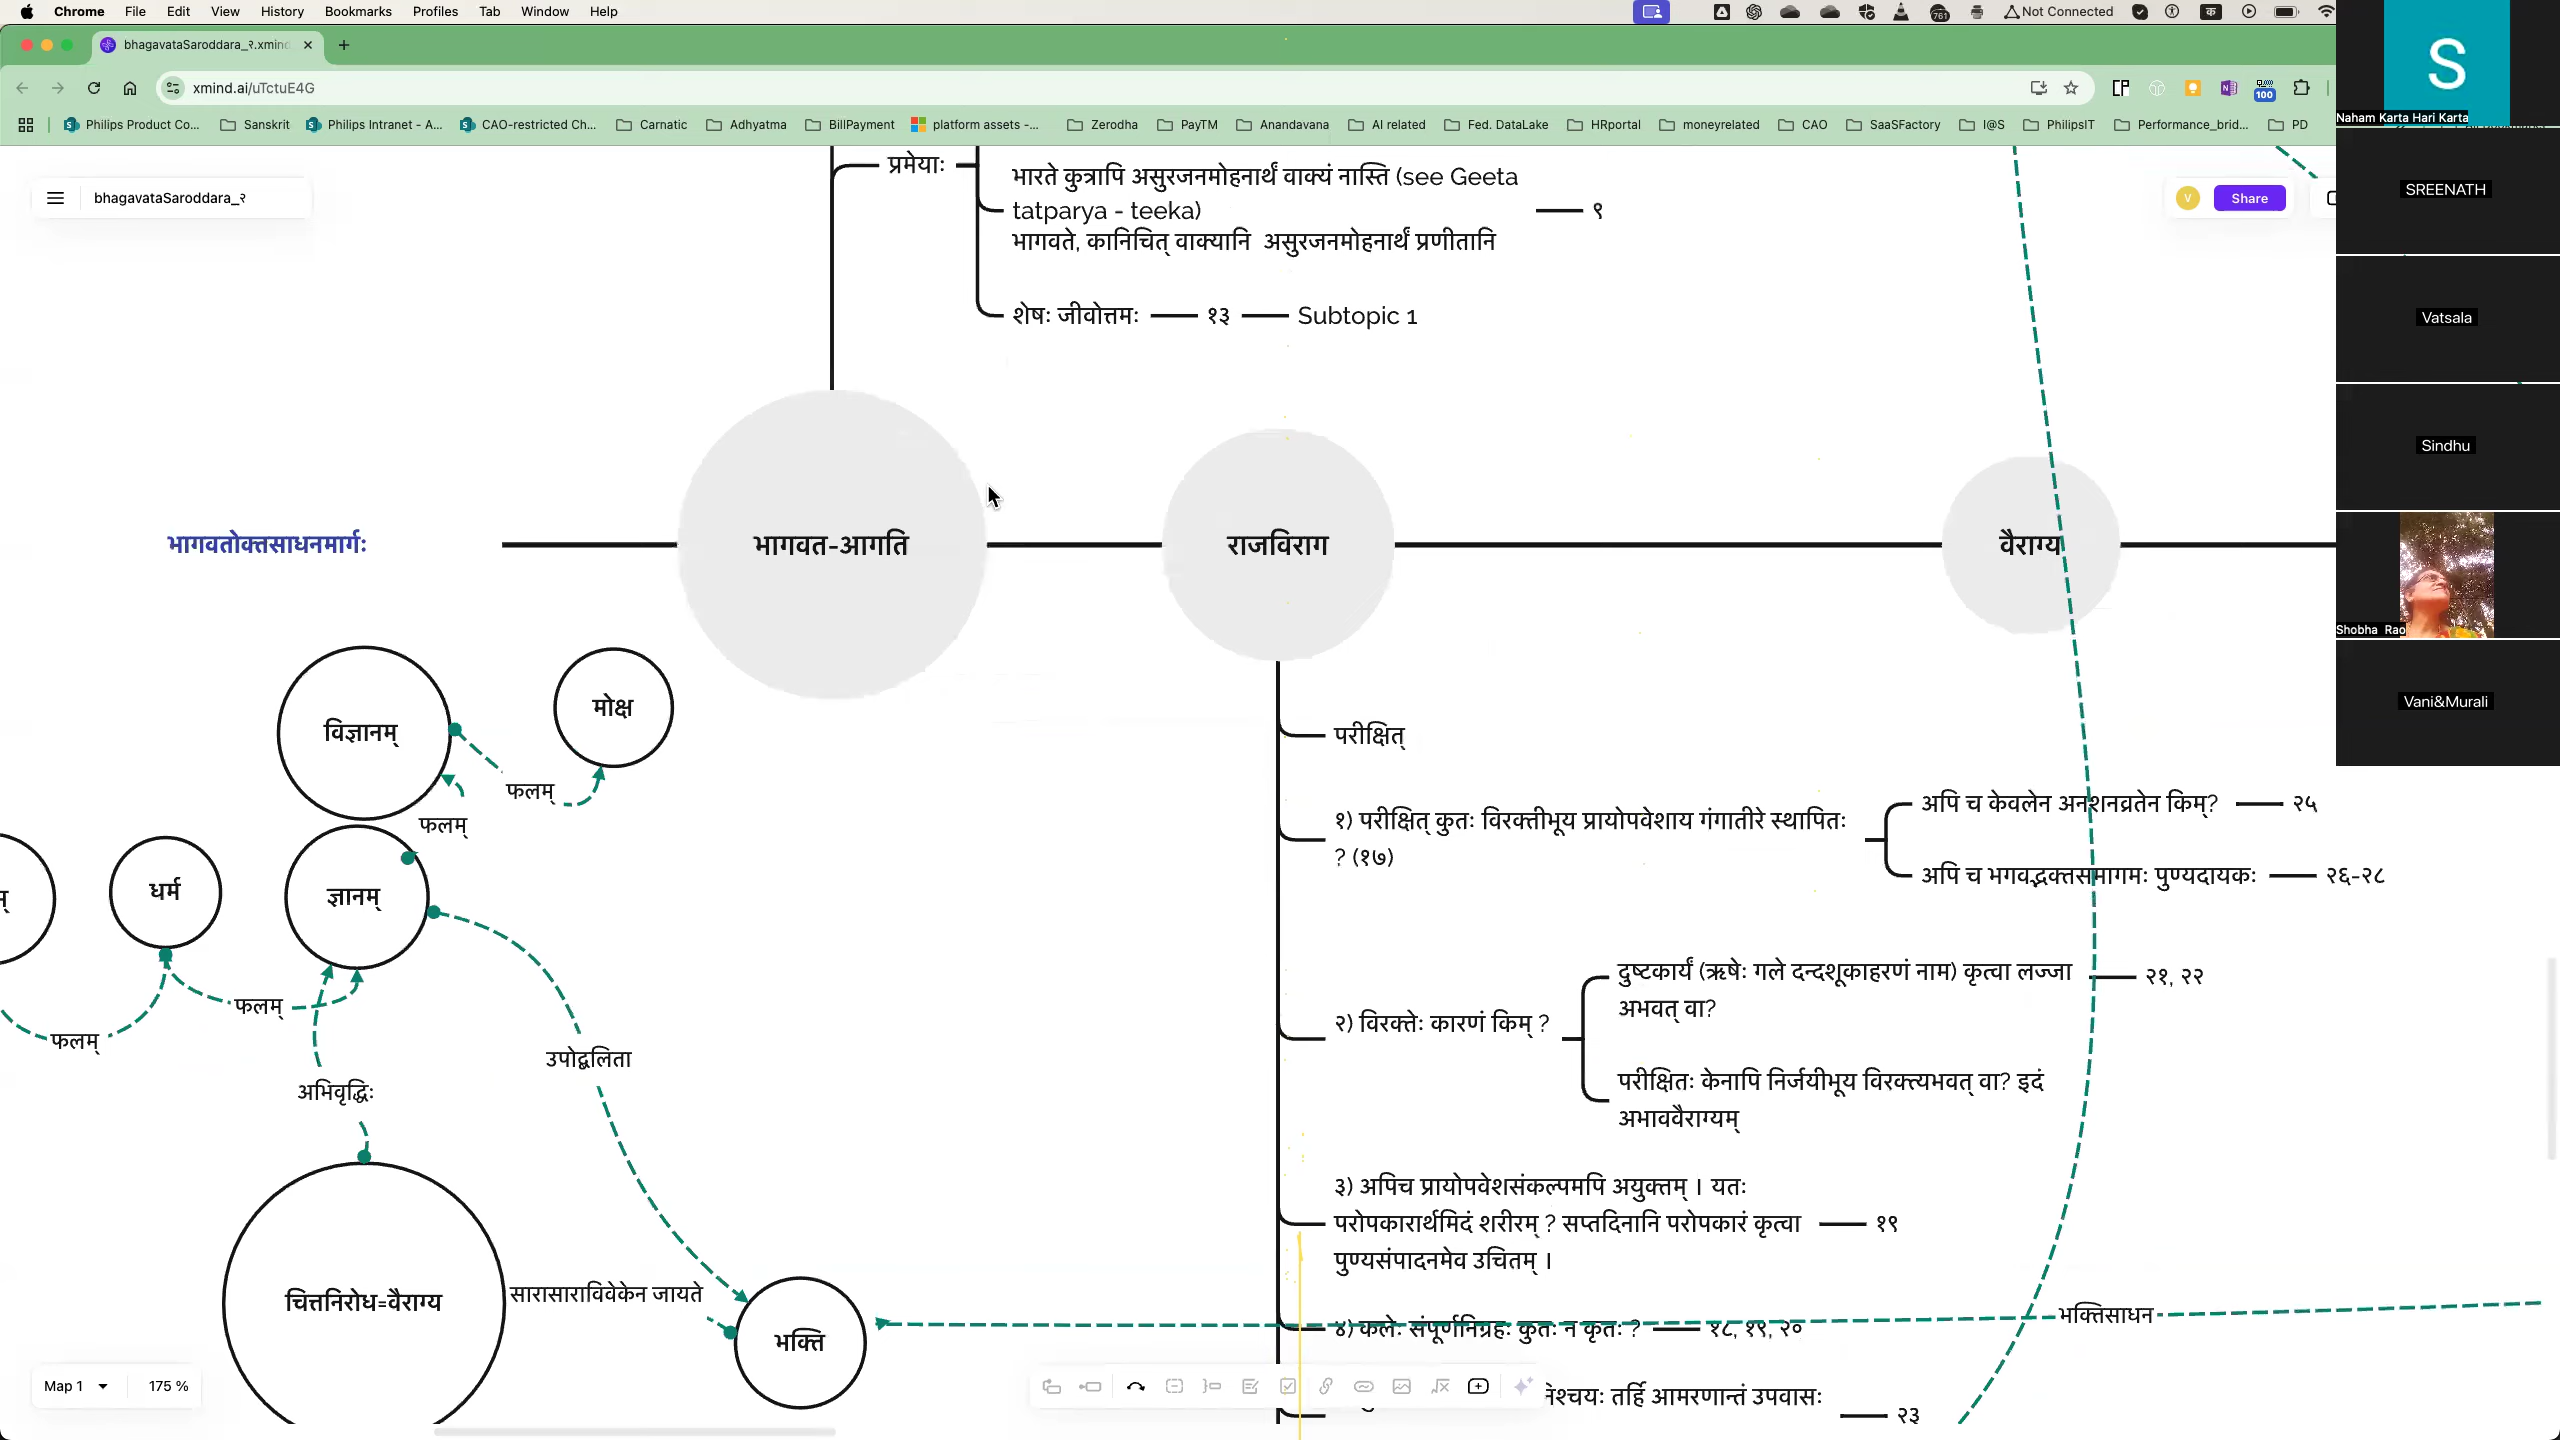 Chrome File Edit View History Bookmarks Profiles Tab Window Help
761
Not Connected
bhagavataSaroddara_२.xmind
xmind.ai/uTctuE4G
100
Philips Product Co... Sanskrit Philips Intranet - A... CAO-restricted Ch... Carnatic Adhyatma BillPayment platform assets -... Zerodha PayTM Anandavana AI related Fed. DataLake HRportal moneyrelated CAO SaaSFactory I@S PhilipsIT Performance_brid... PD
bhagavataSaroddara_२
V Share
प्रमेयाः
भारते कुत्रापि असुरजनमोहनार्थं वाक्यं नास्ति (see Geeta
tatparya - teeka)
भागवते, कानिचित् वाक्यानि असुरजनमोहनार्थं प्रणीतानि
९
शेषः जीवोत्तमः १३ Subtopic 1
भागवतोक्तसाधनमार्गः
भागवत-आगति
राजविराग
वैराग्य
विज्ञानम्
मोक्ष
फलम्
फलम्
धर्म
ज्ञानम्
फलम्
फलम्
अभिवृद्धिः
उपोद्बलिता
चित्तनिरोध=वैराग्य
सारासाराविवेकेन जायते
भक्ति
भक्तिसाधन
परीक्षित्
१) परीक्षित् कुतः विरक्तीभूय प्रायोपवेशाय गंगातीरे स्थापितः
? (१७)
अपि च केवलेन अनशनव्रतेन किम्? २५
अपि च भगवद्भक्तसमागमः पुण्यदायकः २६-२८
२) विरक्तेः कारणं किम् ?
दुष्टकार्यं (ऋषेः गले दन्दशूकाहरणं नाम) कृत्वा लज्जा
अभवत् वा?
२१, २२
परीक्षितः केनापि निर्जयीभूय विरक्त्यभवत् वा? इदं
अभाववैराग्यम्
३) अपिच प्रायोपवेशसंकल्पमपि अयुक्तम् । यतः
परोपकारार्थमिदं शरीरम् ? सप्तदिनानि परोपकारं कृत्वा
पुण्यसंपादनमेव उचितम् ।
१९
४) कलेः संपूर्णनिग्रहः कुतः न कृतः ? १८, १९, २०
तर्हि आमरणान्तं उपवासः
२३
Map 1 175 %
S
Naham Karta Hari Karta
SREENATH
Vatsala
Sindhu
Shobha Rao
Vani&Murali